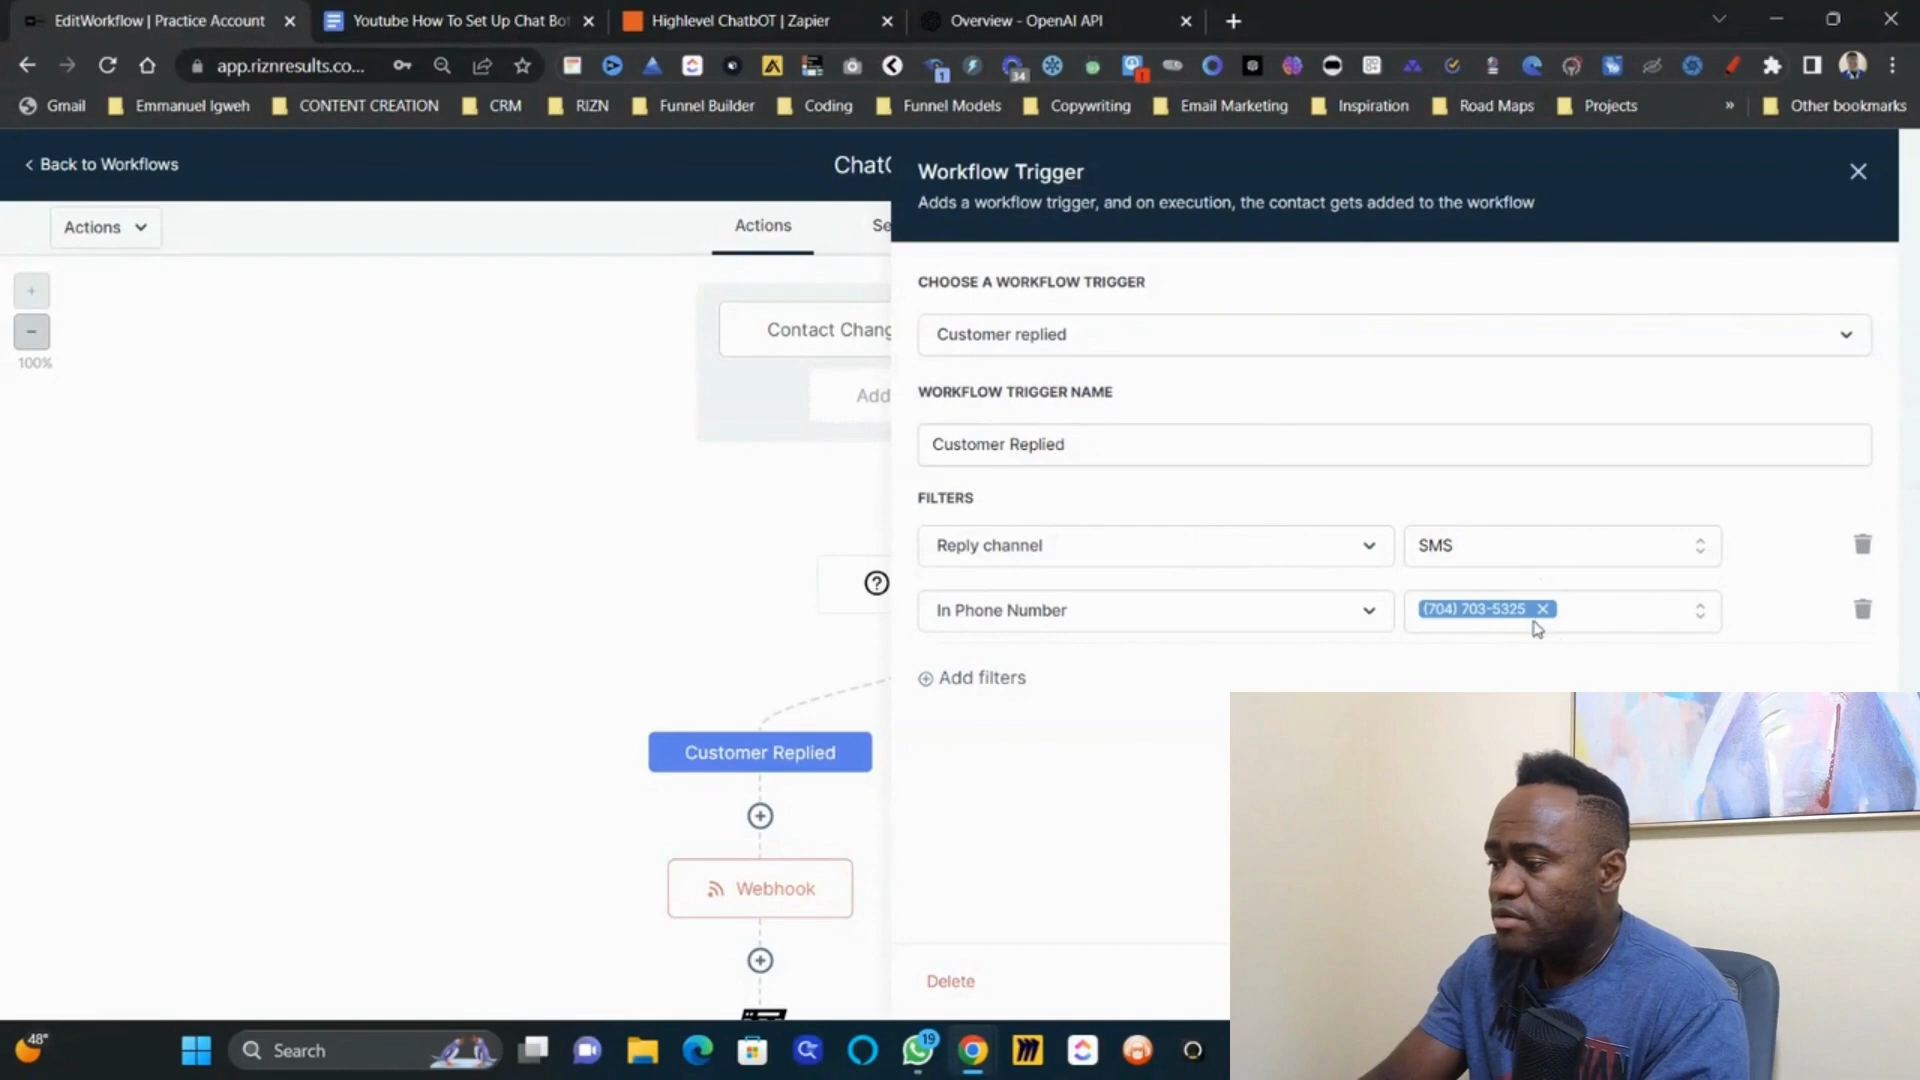 EditWorkflow | Practice Account
Youtube How To Set Up Chat Bot
Highlevel ChatbOT | Zapier
Overview - OpenAI API
app.riznresults.co...
1
34
Gmail
Emmanuel Igweh
CONTENT CREATION
CRM
RIZN
Funnel Builder
Coding
Funnel Models
Copywriting
Email Marketing
Inspiration
Road Maps
Projects
»
Other bookmarks
< Back to Workflows
Workflow Trigger
Adds a workflow trigger, and on execution, the contact gets added to the workflow
Actions
Actions
Se
+
−
100%
Contact Chang
Add
CHOOSE A WORKFLOW TRIGGER
Customer replied
WORKFLOW TRIGGER NAME
Customer Replied
FILTERS
Reply channel
SMS
In Phone Number
(704) 703-5325
Add filters
Customer Replied
Webhook
Delete
48°
Search
19